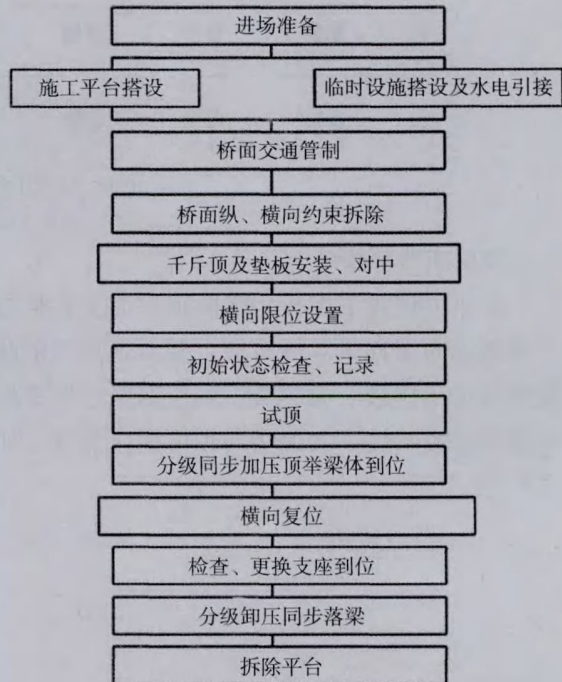 进场准备
施工平台搭设
临时设施搭设及水电引接
桥面交通管制
桥面纵、横向约束拆除
千斤顶及垫板安装、对中
横向限位设置
初始状态检查、记录
试顶
分级同步加压顶举梁体到位
横向复位
检查、更换支座到位
分级卸压同步落梁
拆除平台